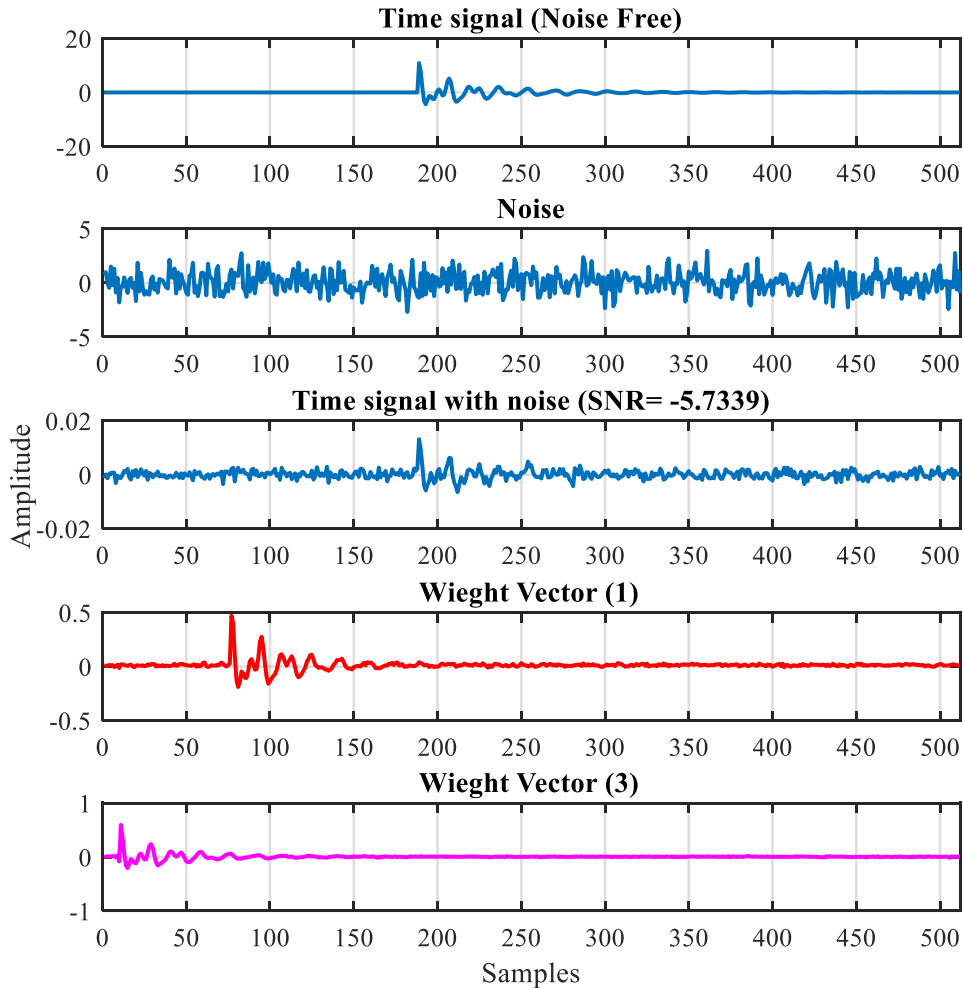 Time signal (Noise Free)
20
0
-20
0 50 100 150 200 250 300 350 400 450 500
Noise
5
0
-5
0 50 100 150 200 250 300 350 400 450 500
Time signal with noise (SNR= -5.7339)
0.02
0
-0.02
0 50 100 150 200 250 300 350 400 450 500
Amplitude
Wieght Vector (1)
0.5
0
-0.5
0 50 100 150 200 250 300 350 400 450 500
Wieght Vector (3)
1
0
-1
0 50 100 150 200 250 300 350 400 450 500
Samples